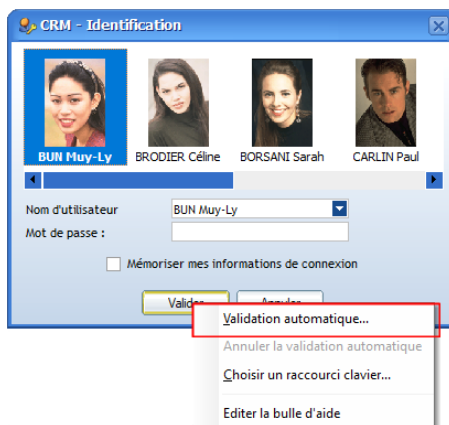 CRM - Identification
BUN Muy-Ly BRODIER Céline BORSANI Sarah CARLIN Paul
Nom d'utilisateur BUN Muy-Ly
Mot de passe :
Mémoriser mes informations de connexion
Valider Annuler
Validation automatique...
Annuler la validation automatique
Choisir un raccourci clavier...
Editer la bulle d'aide